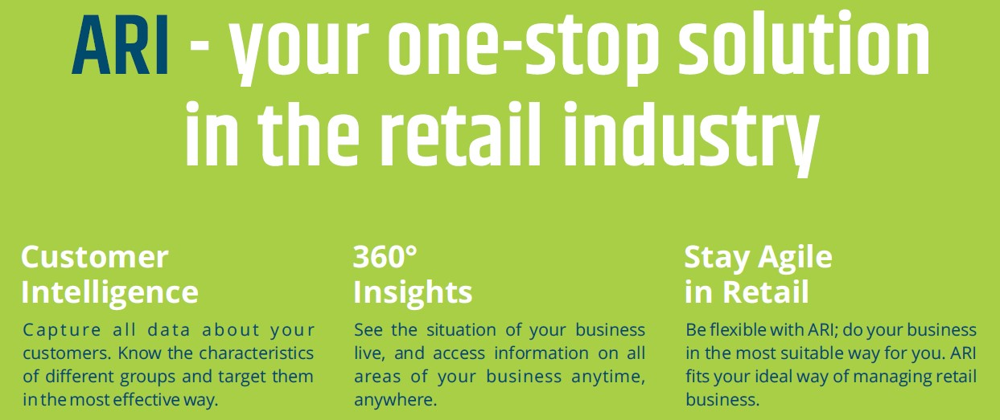 ARI - your one-stop solution
in the retail industry
Customer
Intelligence
Capture all data about your
customers. Know the characteristics
of different groups and target them
in the most effective way.
360°
Insights
See the situation of your business
live, and access information on all
areas of your business anytime,
anywhere.
Stay Agile
in Retail
Be flexible with ARI; do your business
in the most suitable way for you. ARI
fits your ideal way of managing retail
business.